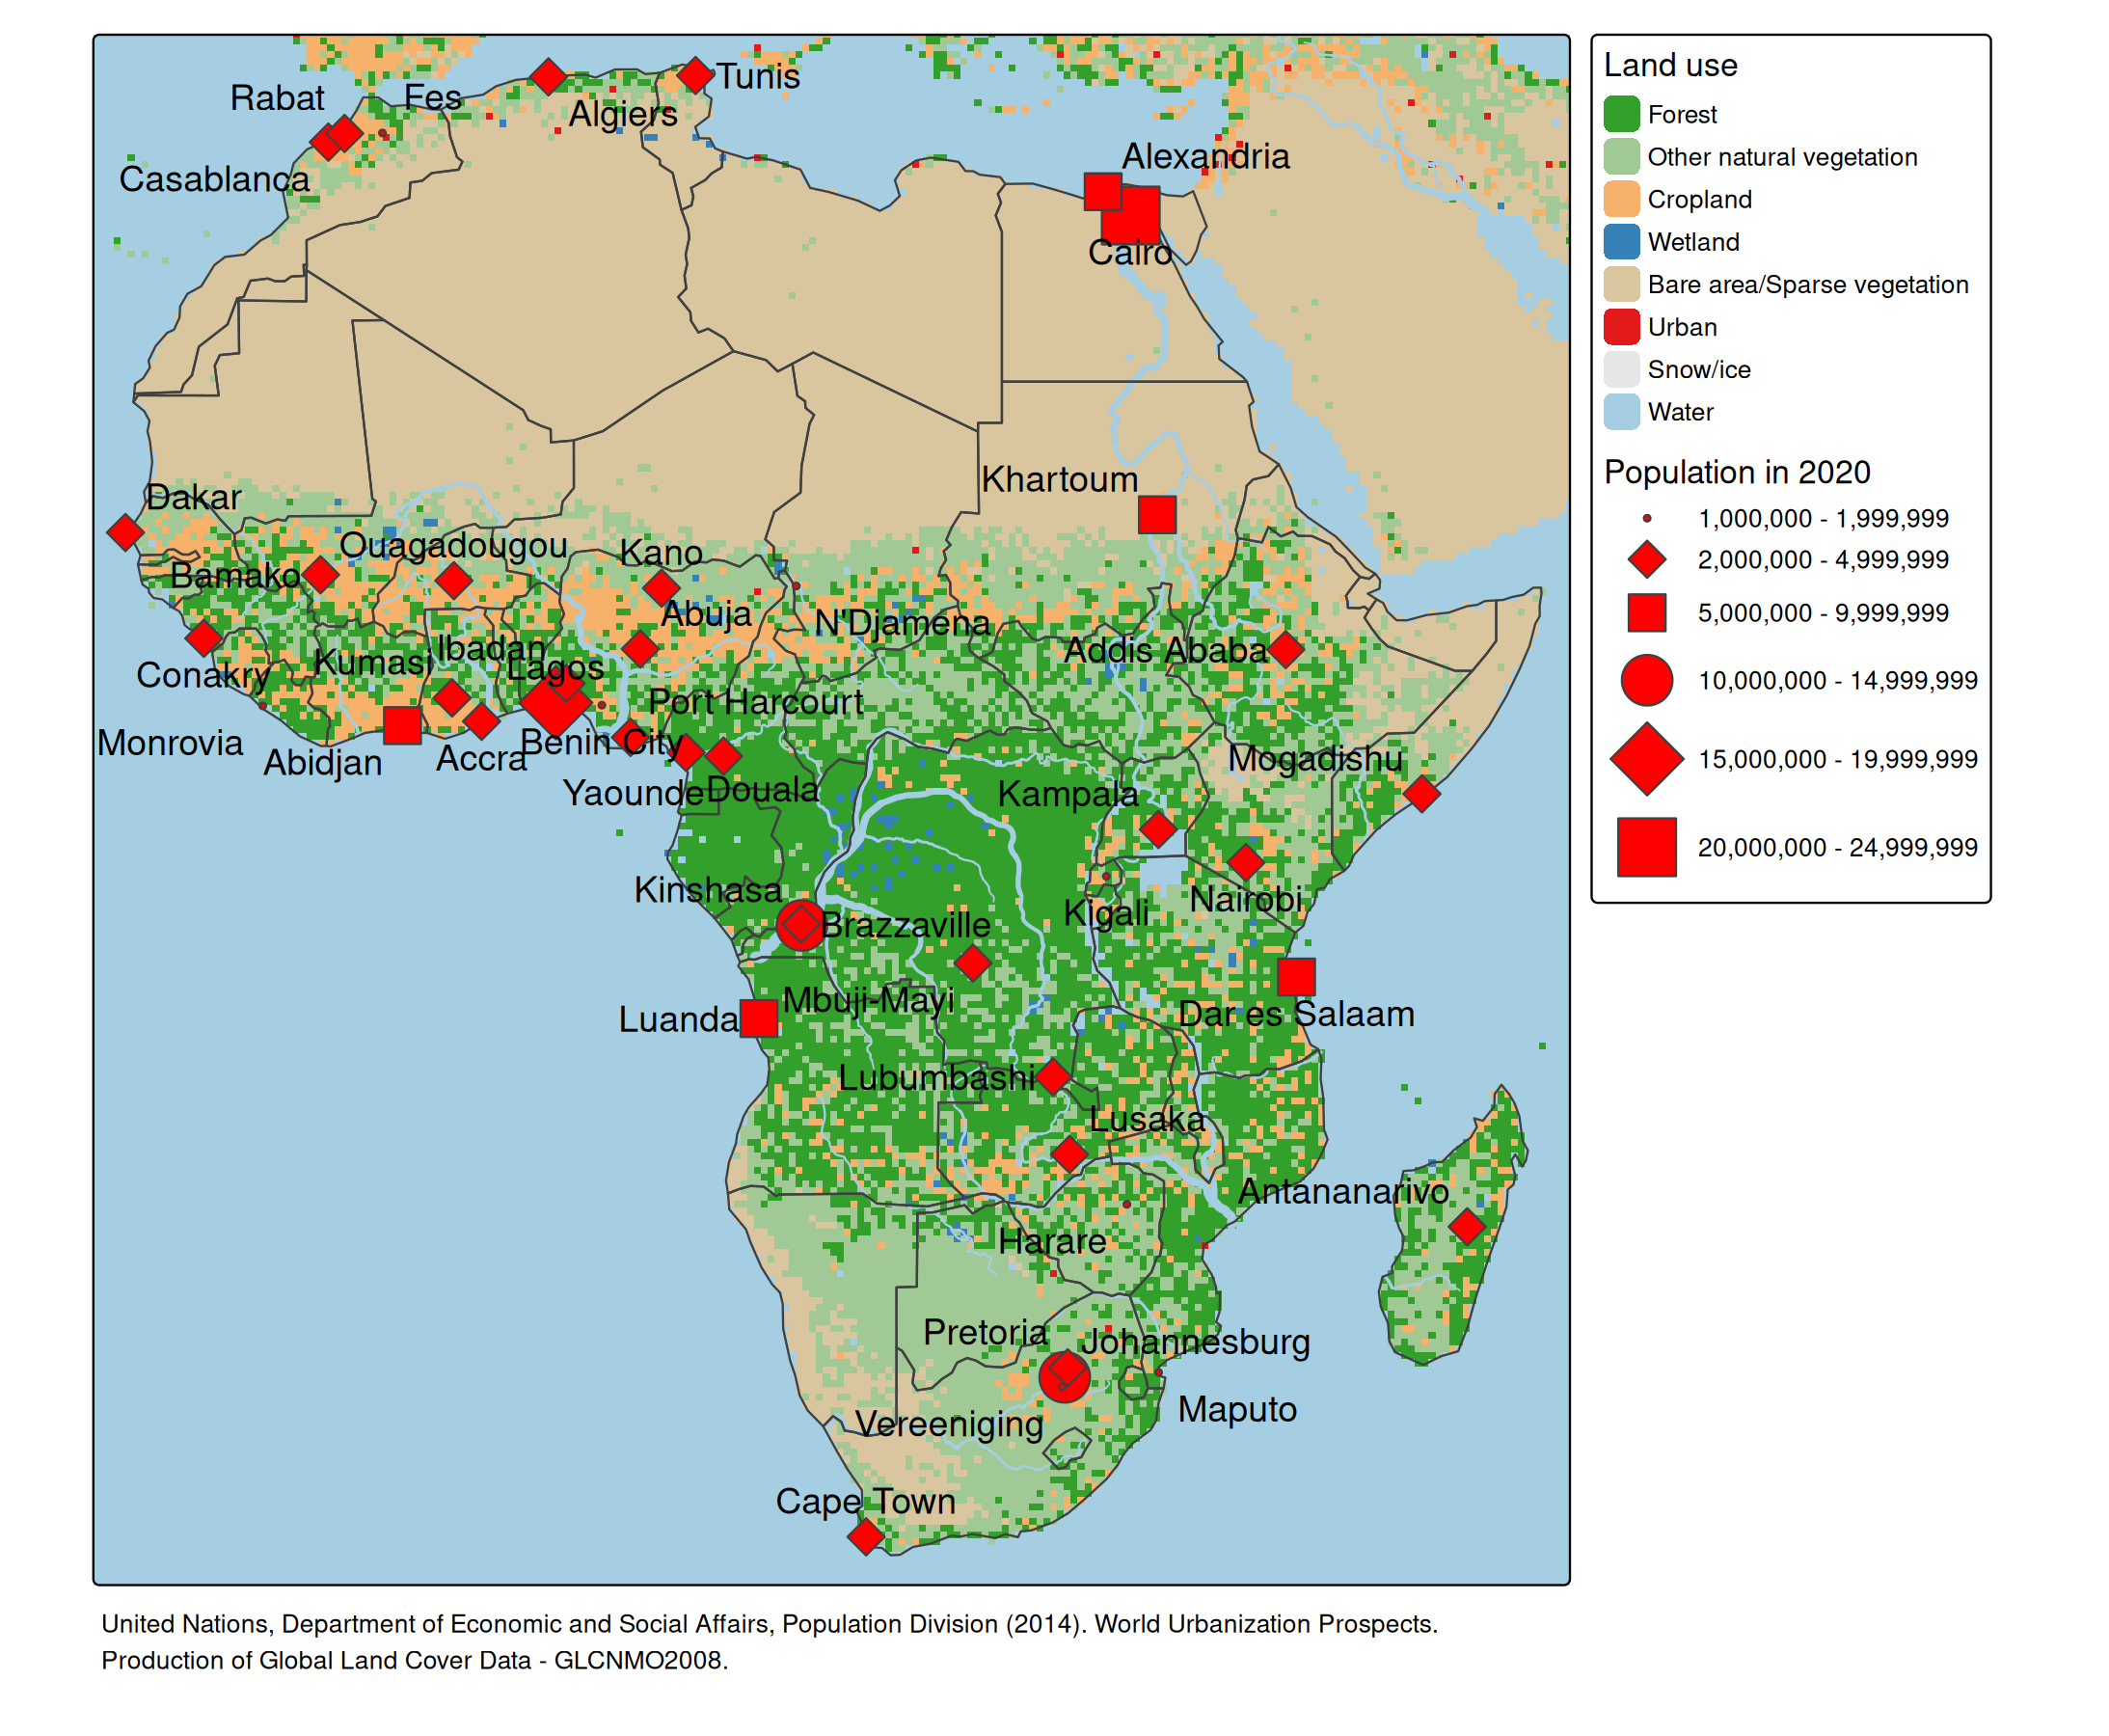 Tunis
Rabat
Fes
Algiers
Casablanca
Alexandria
Cairo
Khartoum
Dakar
Ouagadougou
Kano
Bamako
Abuja
N'Djamena
Ibadan
Addis Ababa
Kumasi
Lagos
Conakry
Port Harcourt
Monrovia
Benin City
Abidjan
Accra
Mogadishu
Yaounde
Douala
Kampala
Kinshasa
Nairobi
Kigali
Brazzaville
Mbuji-Mayi
Luanda
Dar es Salaam
Lubumbashi
Lusaka
Antananarivo
Harare
Pretoria
Johannesburg
Maputo
Vereeniging
Cape Town
Land use
Forest
Other natural vegetation
Cropland
Wetland
Bare area/Sparse vegetation
Urban
Snow/ice
Water
Population in 2020
1,000,000 - 1,999,999
2,000,000 - 4,999,999
5,000,000 - 9,999,999
10,000,000 - 14,999,999
15,000,000 - 19,999,999
20,000,000 - 24,999,999
United Nations, Department of Economic and Social Affairs, Population Division (2014). World Urbanization Prospects.
Production of Global Land Cover Data - GLCNMO2008.